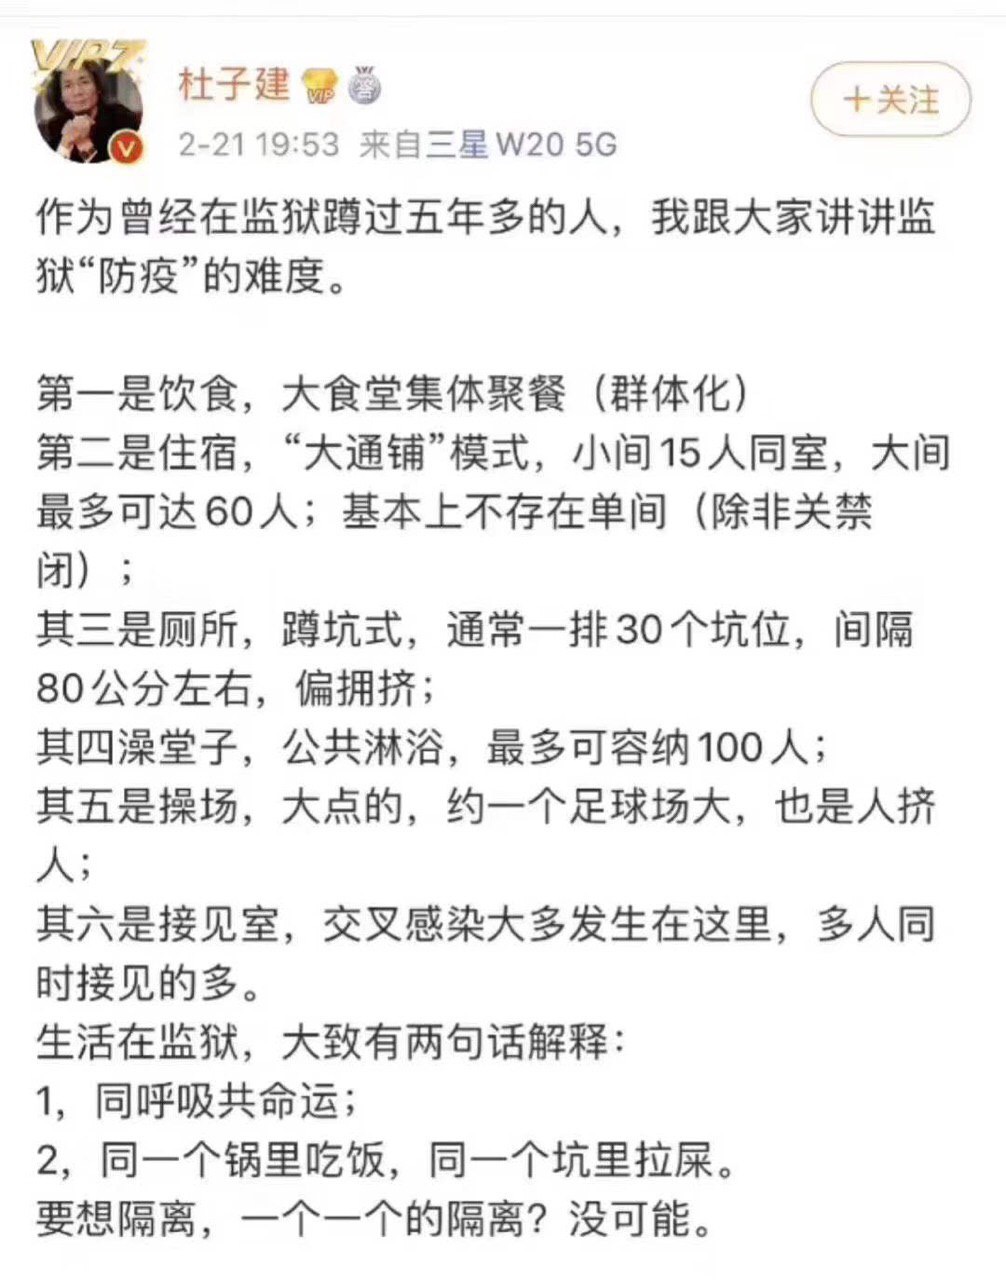 VIP7
杜子建 VIP 答
2-21 19:53 来自三星W20 5G
+关注
作为曾经在监狱蹲过五年多的人，我跟大家讲讲监
狱“防疫”的难度。
第一是饮食，大食堂集体聚餐（群体化）
第二是住宿，“大通铺”模式，小间15人同室，大间
最多可达60人；基本上不存在单间（除非关禁
闭）；
其三是厕所，蹲坑式，通常一排30个坑位，间隔
80公分左右，偏拥挤；
其四澡堂子，公共淋浴，最多可容纳100人；
其五是操场，大点的，约一个足球场大，也是人挤
人；
其六是接见室，交叉感染大多发生在这里，多人同
时接见的多。
生活在监狱，大致有两句话解释：
1，同呼吸共命运；
2，同一个锅里吃饭，同一个坑里拉屎。
要想隔离，一个一个的隔离？没可能。